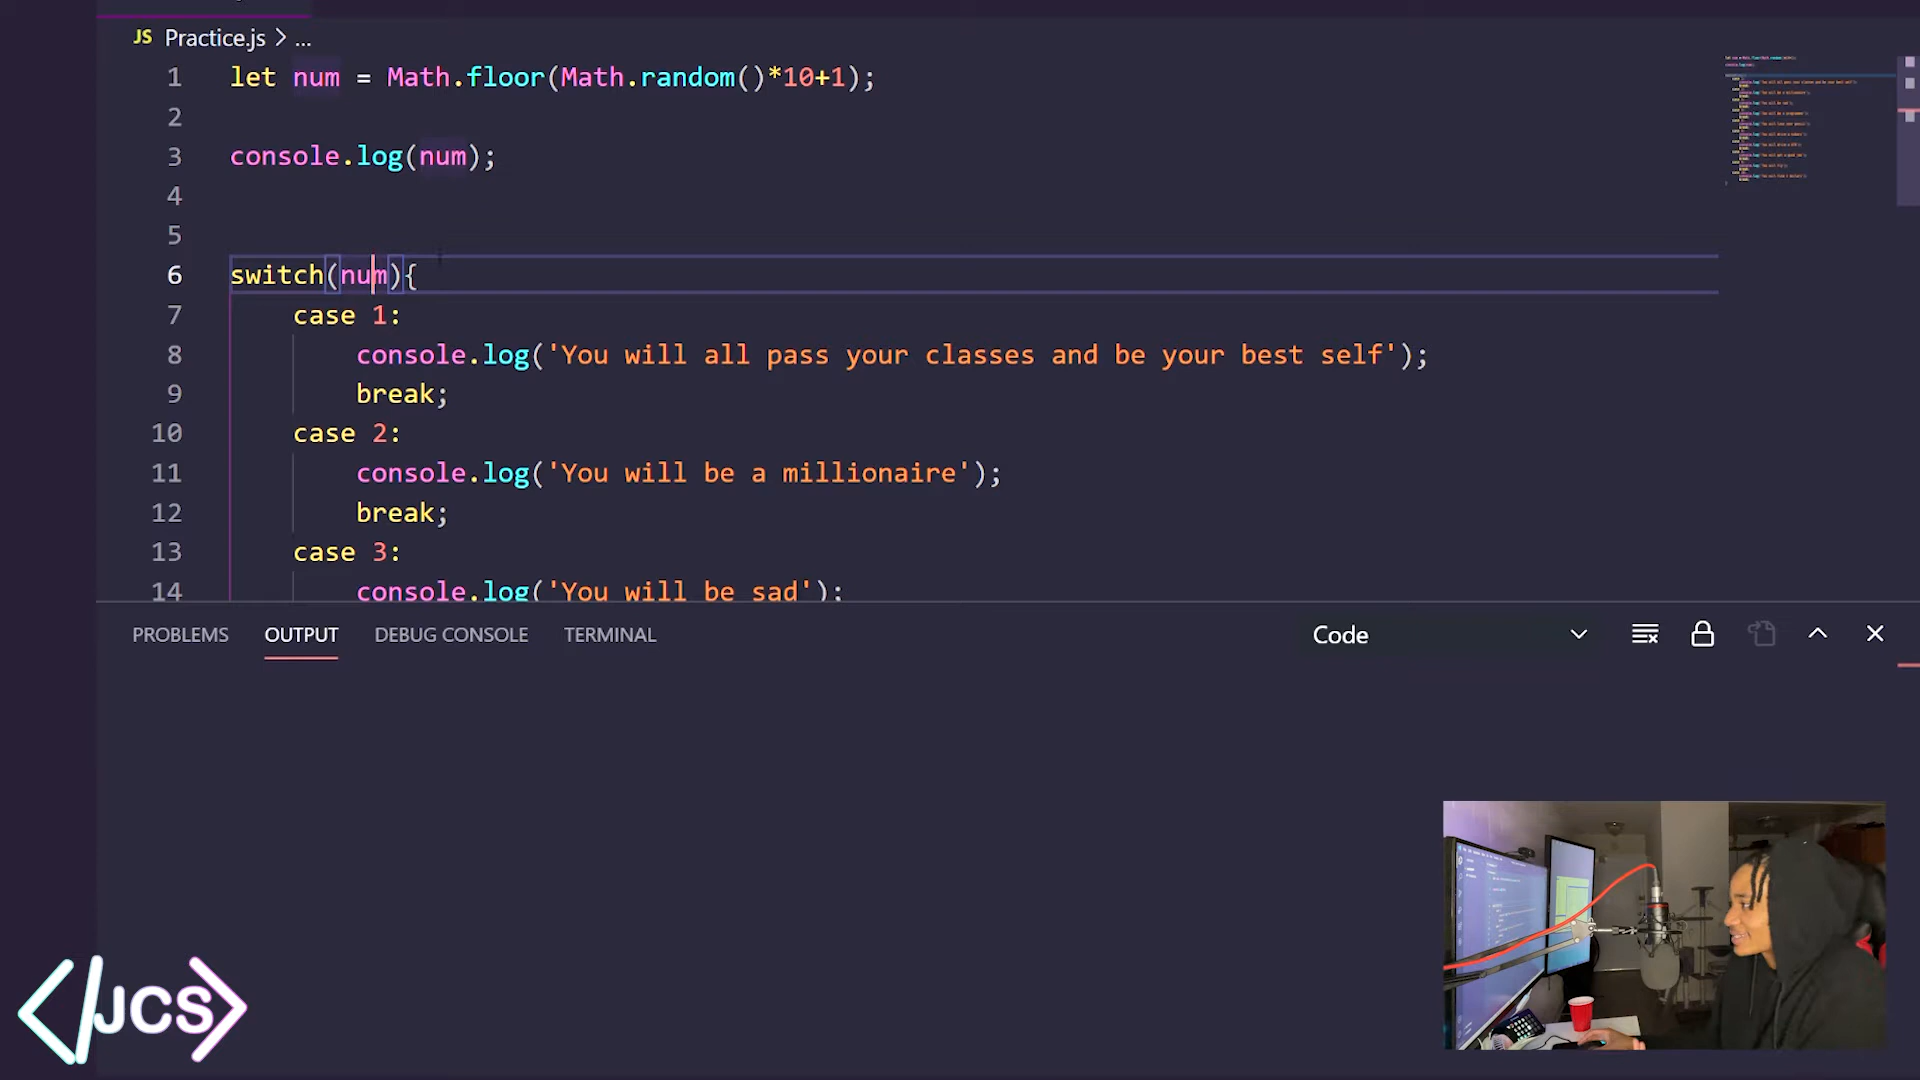 JS Practice.js > ...
1 let num = Math.floor(Math.random()*10+1);
2
3 console.log(num);
4
5
6 switch(num){
7 case 1:
8 console.log('You will all pass your classes and be your best self');
9 break;
10 case 2:
11 console.log('You will be a millionaire');
12 break;
13 case 3:
14 console.log('You will be sad');
PROBLEMS OUTPUT DEBUG CONSOLE TERMINAL Code
</JCS>